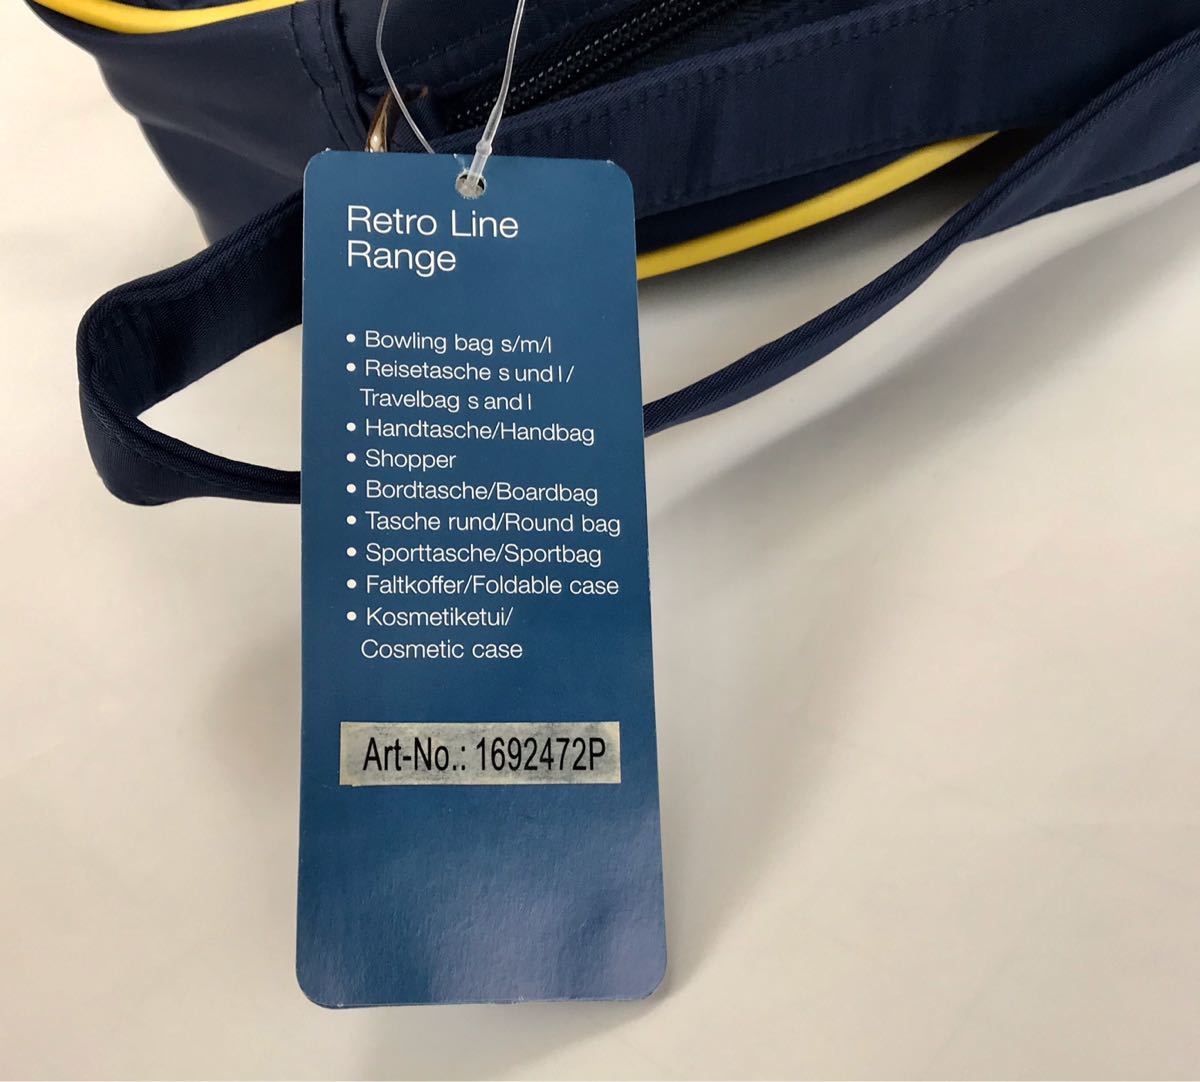 Retro Line
Range
• Bowling bag s/m/l
• Reisetasche s und l/
Travelbag s and l
• Handtasche/Handbag
• Shopper
• Bordtasche/Boardbag
• Tasche rund/Round bag
• Sporttasche/Sportbag
• Faltkoffer/Foldable case
• Kosmetiketui/
Cosmetic case
Art-No.: 1692472P